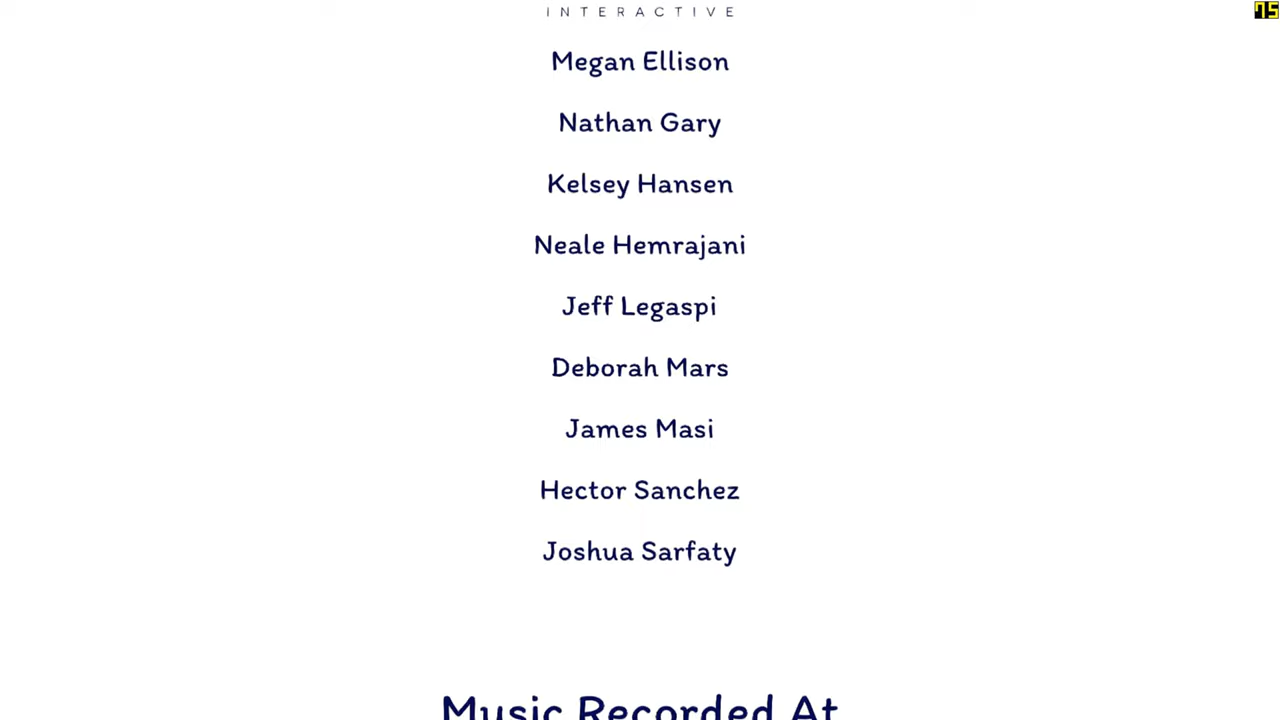 INTERACTIVE
75
Megan Ellison
Nathan Gary
Kelsey Hansen
Neale Hemrajani
Jeff Legaspi
Deborah Mars
James Masi
Hector Sanchez
Joshua Sarfaty
Music Recorded At